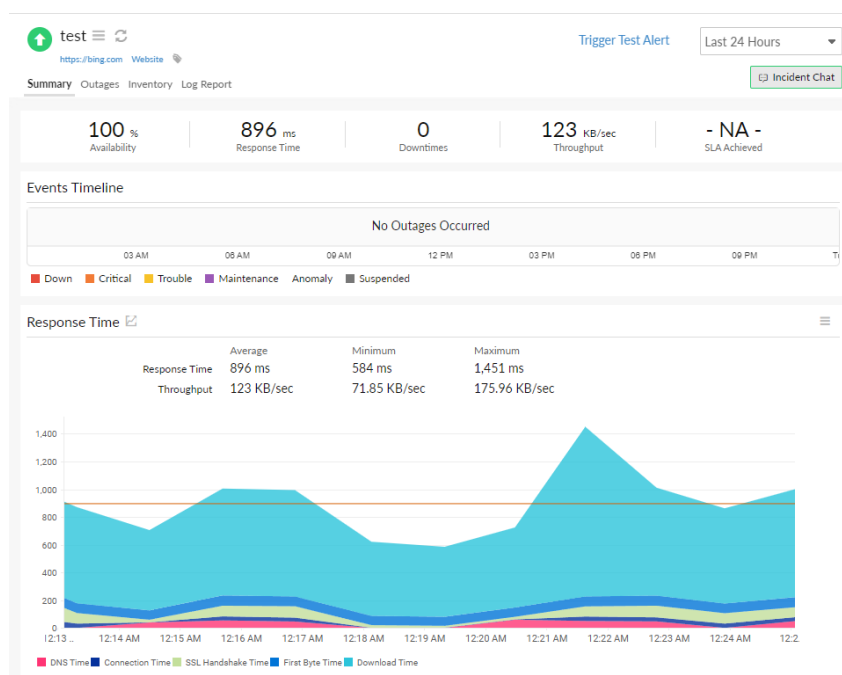 test
Trigger Test Alert
Last 24 Hours
https://bing.com Website
Incident Chat
Summary Outages Inventory Log Report
100 % 896 ms 0 123 KB/sec - NA -
Availability Response Time Downtimes Throughput SLA Achieved
Events Timeline
No Outages Occurred
03 AM 06 AM 09 AM 12 PM 03 PM 06 PM 09 PM
Down Critical Trouble Maintenance Anomaly Suspended
Response Time
Average Minimum Maximum
Response Time 896 ms 584 ms 1,451 ms
Throughput 123 KB/sec 71.85 KB/sec 175.96 KB/sec
1,400
1,200
1,000
800
600
400
200
0
12:13.. 12:14 AM 12:15 AM 12:16 AM 12:17 AM 12:18 AM 12:19 AM 12:20 AM 12:21 AM 12:22 AM 12:23 AM 12:24 AM 12:2
DNS Time Connection Time SSL Handshake Time First Byte Time Download Time